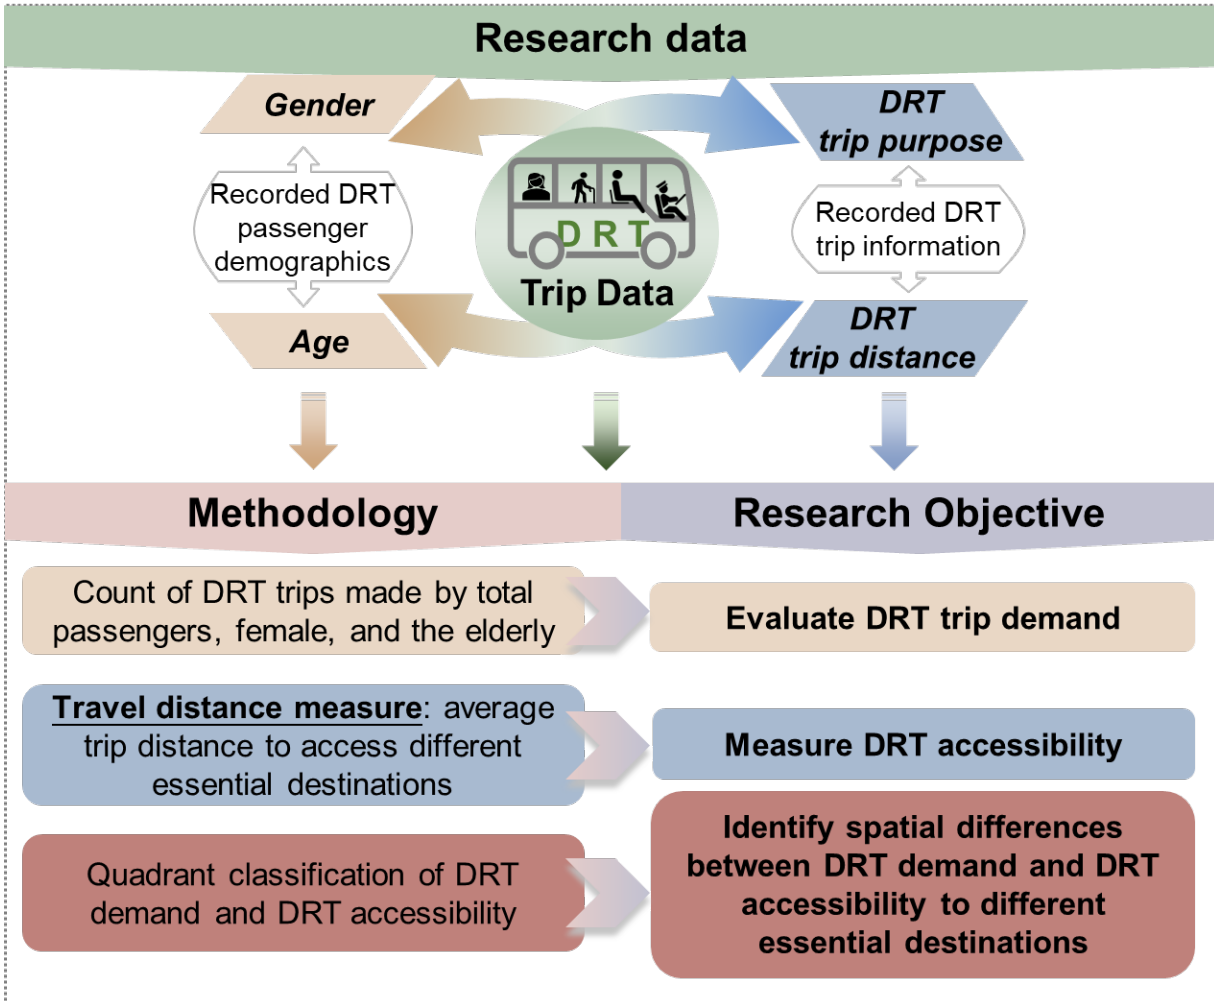 Research data
Gender
DRT
trip purpose
Recorded DRT
passenger
demographics
D R T
Trip Data
Recorded DRT
trip information
Age
DRT
trip distance
Methodology
Research Objective
Count of DRT trips made by total
passengers, female, and the elderly
Evaluate DRT trip demand
Travel distance measure: average
trip distance to access different
essential destinations
Measure DRT accessibility
Quadrant classification of DRT
demand and DRT accessibility
Identify spatial differences
between DRT demand and DRT
accessibility to different
essential destinations